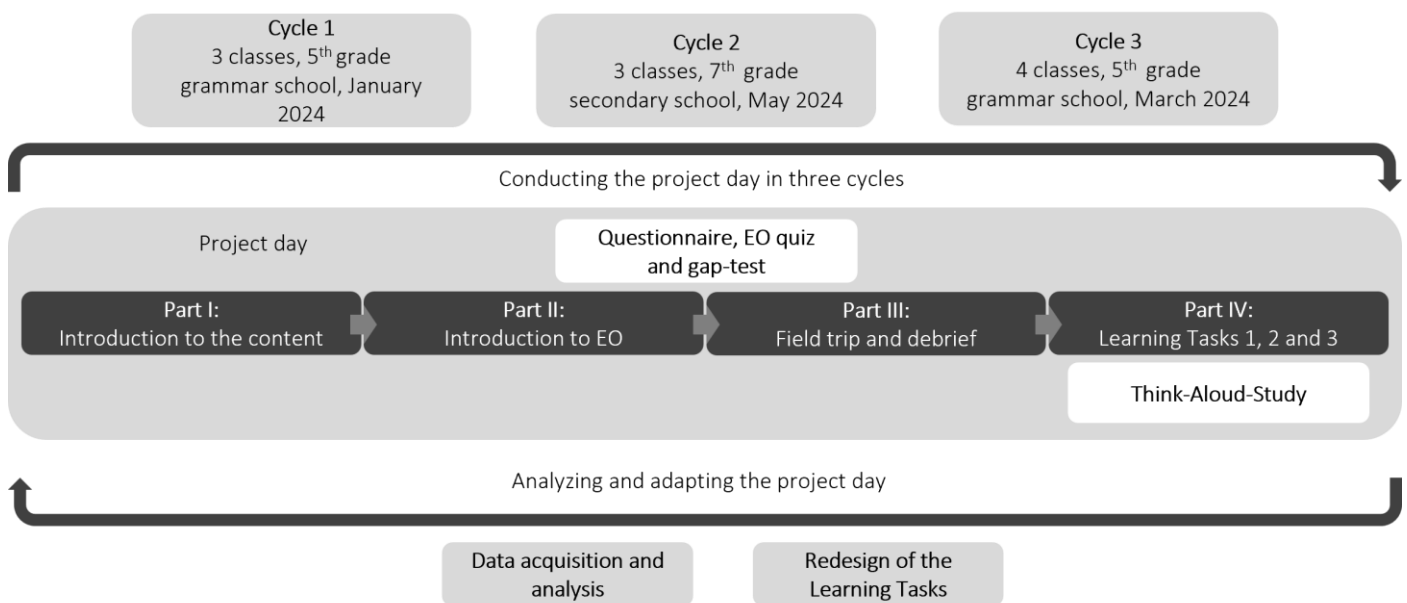 Cycle 1
3 classes, 5th grade
grammar school, January
2024
Cycle 2
3 classes, 7th grade
secondary school, May 2024
Cycle 3
4 classes, 5th grade
grammar school, March 2024
Conducting the project day in three cycles
Project day
Questionnaire, EO quiz
and gap-test
Part I:
Introduction to the content
Part II:
Introduction to EO
Part III:
Field trip and debrief
Part IV:
Learning Tasks 1, 2 and 3
Think-Aloud-Study
Analyzing and adapting the project day
Data acquisition and
analysis
Redesign of the
Learning Tasks